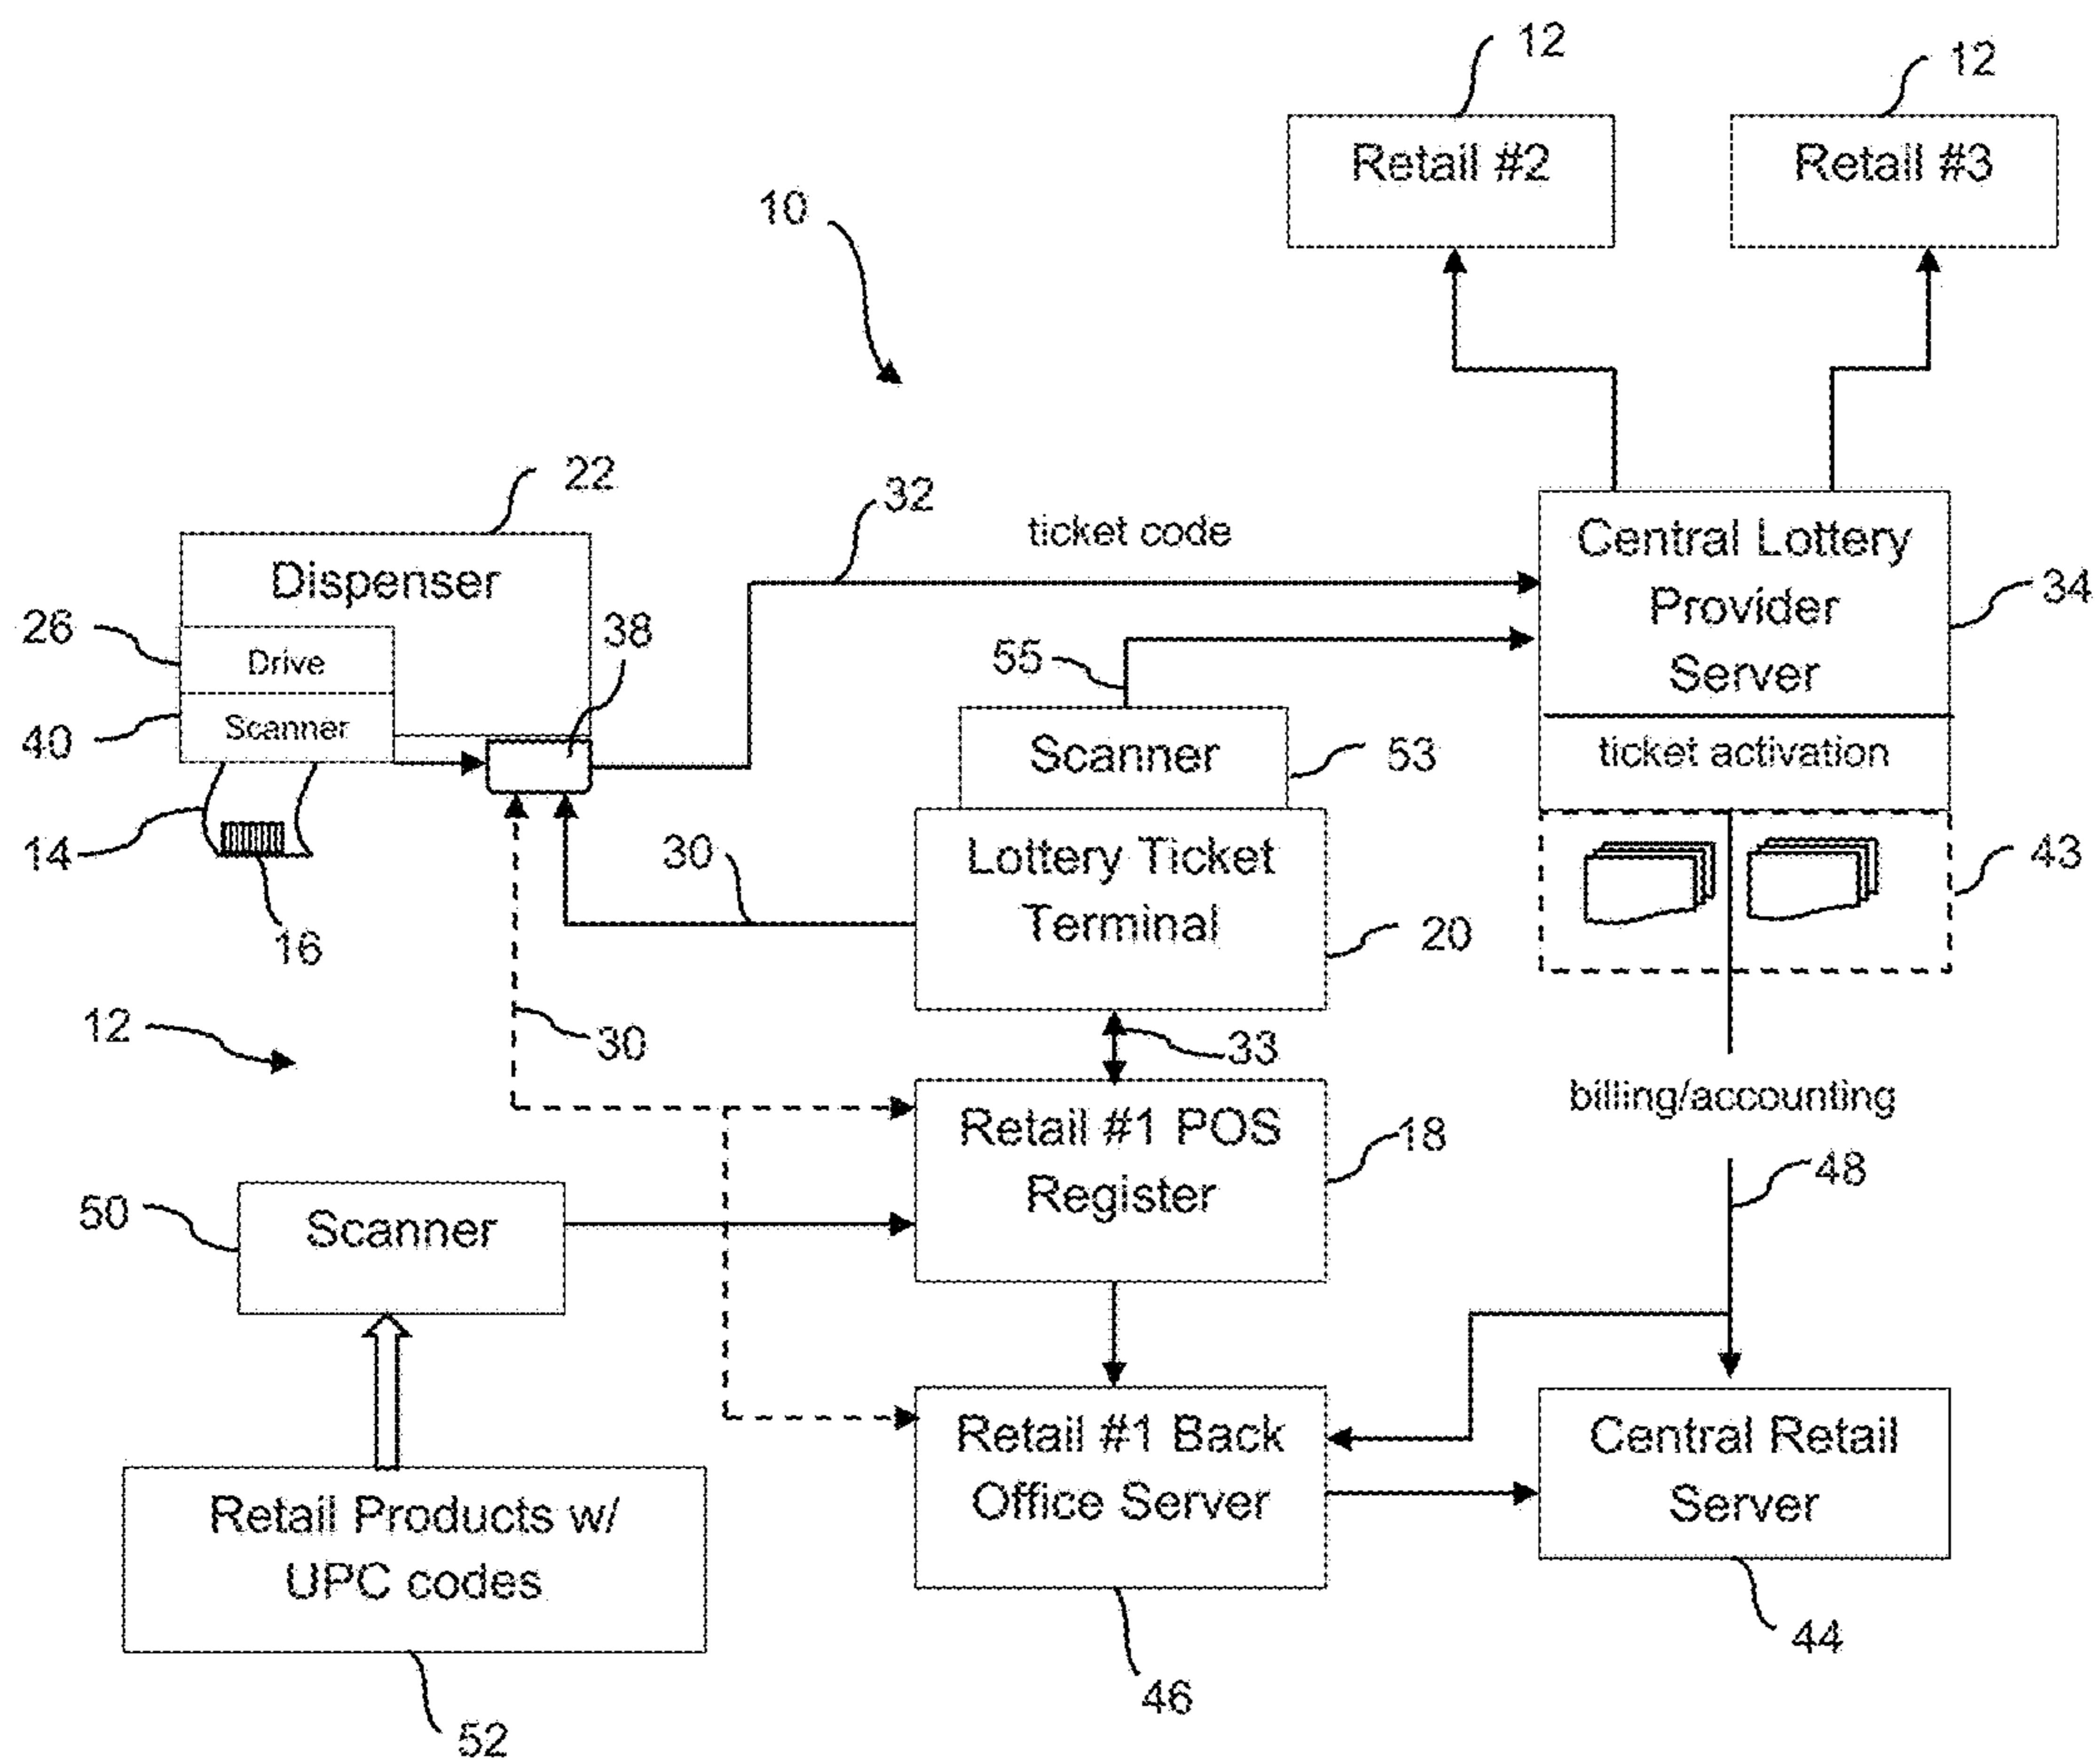 12
12
Retail #2
Retail #3
10
22
32
ticket code
Dispenser
Central Lottery
Provider
Server
34
26
Drive
38
55
40
Scanner
Scanner
53
ticket activation
14
16
30
Lottery Ticket
Terminal
20
43
12
30
33
billing/accounting
Retail #1 POS
Register
18
48
50
Scanner
Retail Products w/
UPC codes
52
Retail #1 Back
Office Server
46
Central Retail
Server
44